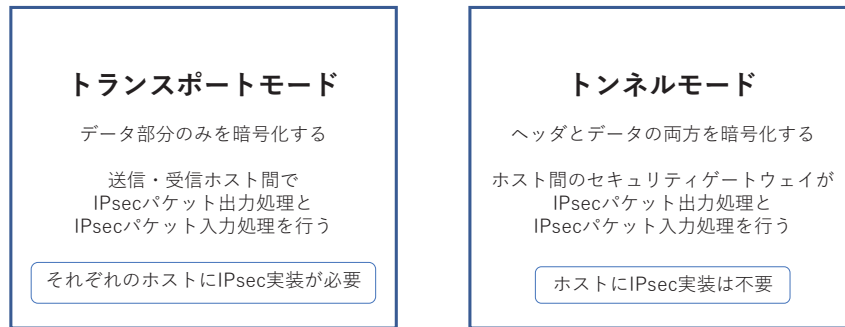 トランスポートモード
データ部分のみを暗号化する
送信・受信ホスト間で
IPsecパケット出力処理と
IPsecパケット入力処理を行う
それぞれのホストにIPsec実装が必要
トンネルモード
ヘッダとデータの両方を暗号化する
ホスト間のセキュリティゲートウェイが
IPsecパケット出力処理と
IPsecパケット入力処理を行う
ホストにIPsec実装は不要